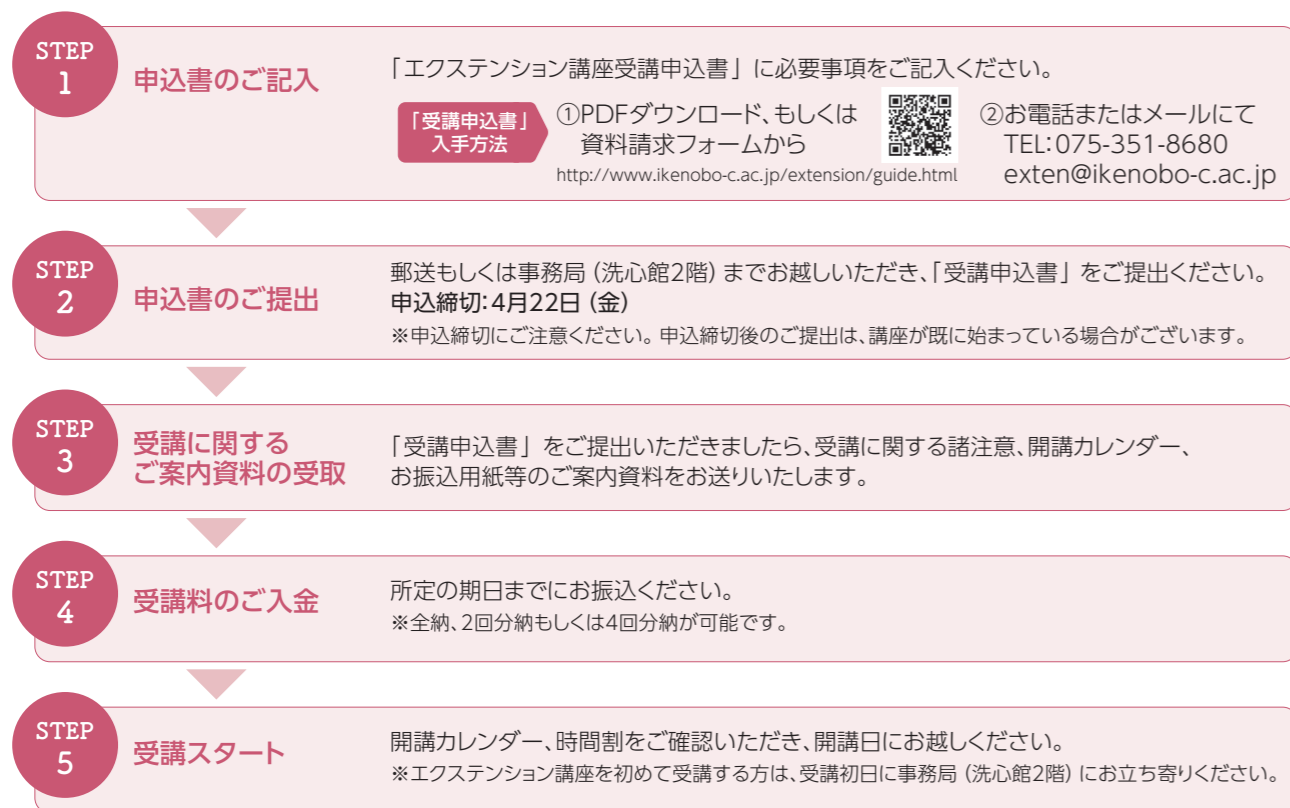 STEP
1
申込書のご記入
「エクステンション講座受講申込書」に必要事項をご記入ください。
「受講申込書」
入手方法
①PDFダウンロード、もしくは
資料請求フォームから
http://www.ikenobo-c.ac.jp/extension/guide.html
②お電話またはメールにて
TEL：075-351-8680
exten@ikenobo-c.ac.jp
STEP
2
申込書のご提出
郵送もしくは事務局（洗心館2階）までお越しいただき、「受講申込書」をご提出ください。
申込締切：4月22日（金）
※申込締切にご注意ください。申込締切後のご提出は、講座が既に始まっている場合がございます。
STEP
3
受講に関する
ご案内資料の受取
「受講申込書」をご提出いただきましたら、受講に関する諸注意、開講カレンダー、
お振込用紙等のご案内資料をお送りいたします。
STEP
4
受講料のご入金
所定の期日までにお振込ください。
※全納、2回分納もしくは4回分納が可能です。
STEP
5
受講スタート
開講カレンダー、時間割をご確認いただき、開講日にお越しください。
※エクステンション講座を初めて受講する方は、受講初日に事務局（洗心館2階）にお立ち寄りください。